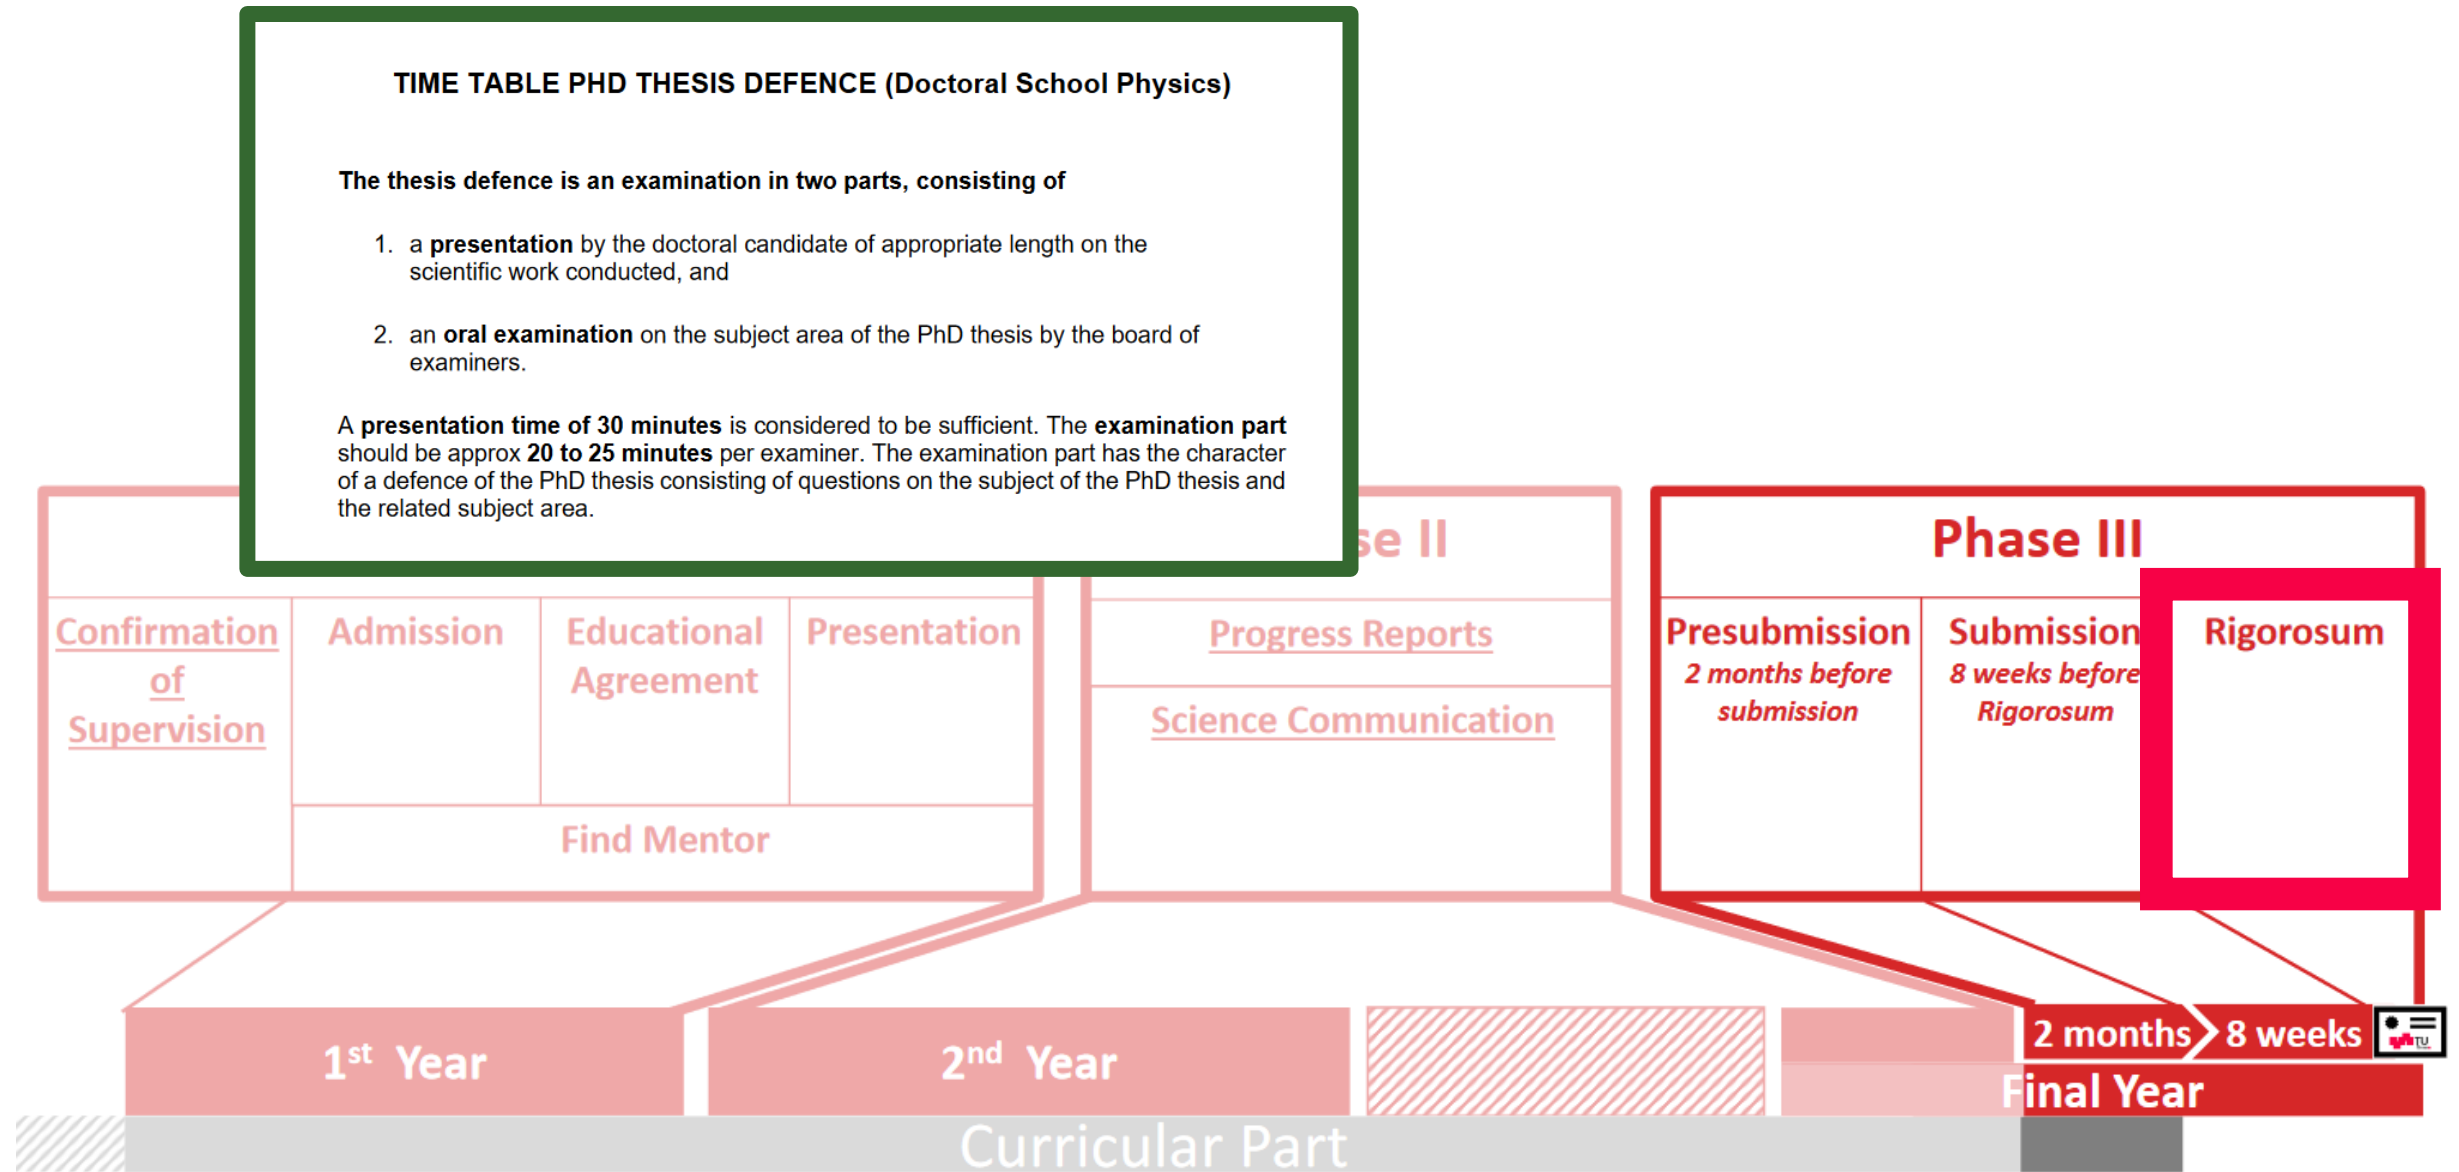 TIME TABLE PHD THESIS DEFENCE (Doctoral School Physics)
The thesis defence is an examination in two parts, consisting of
1. a presentation by the doctoral candidate of appropriate length on the
scientific work conducted, and
2. an oral examination on the subject area of the PhD thesis by the board of
examiners.
A presentation time of 30 minutes is considered to be sufficient. The examination part
should be approx 20 to 25 minutes per examiner. The examination part has the character
of a defence of the PhD thesis consisting of questions on the subject of the PhD thesis and
the related subject area.
se II
Phase III
Confirmation
of
Supervision
Admission
Educational
Agreement
Presentation
Find Mentor
Progress Reports
Science Communication
Presubmission
2 months before
submission
Submission
8 weeks before
Rigorosum
Rigorosum
1st Year
2nd Year
2 months
8 weeks
TU
Final Year
Curricular Part